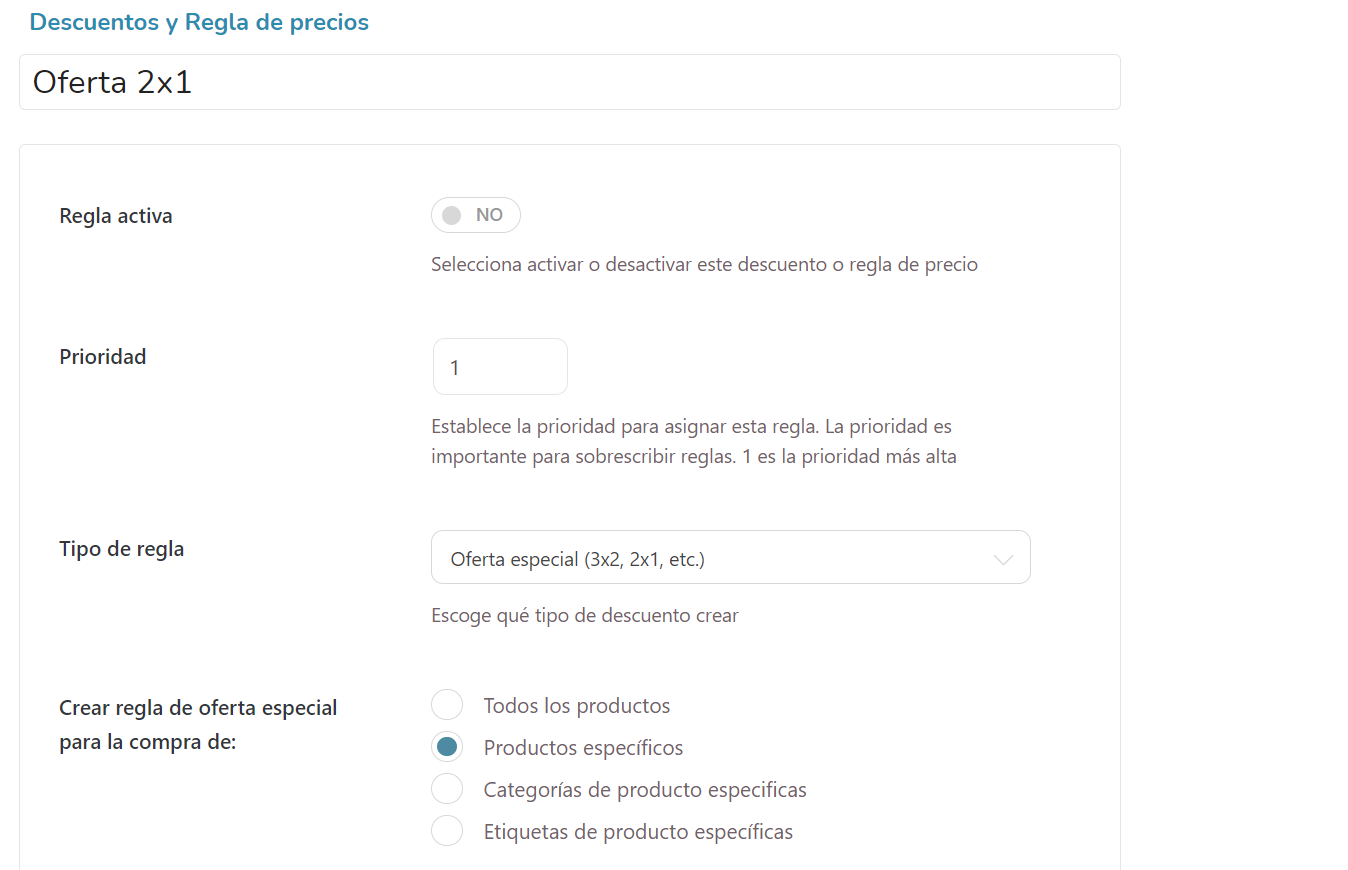 Descuentos y Regla de precios
Oferta 2x1
Regla activa
NO
Selecciona activar o desactivar este descuento o regla de precio
Prioridad
1
Establece la prioridad para asignar esta regla. La prioridad es
importante para sobrescribir reglas. 1 es la prioridad más alta
Tipo de regla
Oferta especial (3x2, 2x1, etc.)
Escoge qué tipo de descuento crear
Crear regla de oferta especial
para la compra de:
Todos los productos
Productos específicos
Categorías de producto especificas
Etiquetas de producto específicas